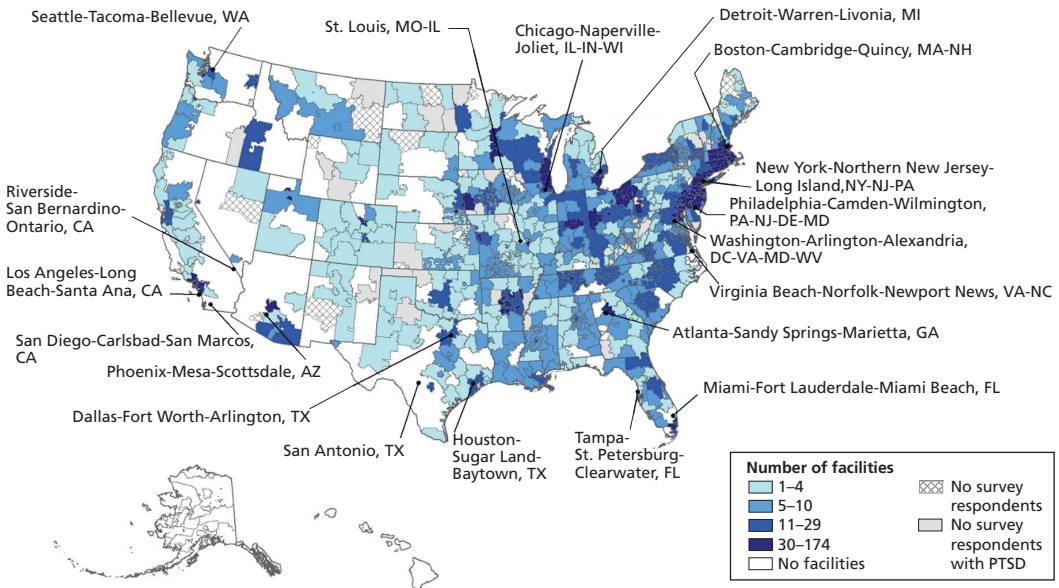 Seattle-Tacoma-Bellevue, WA
St. Louis, MO-IL
Chicago-Naperville-
Joliet, IL-IN-WI
Detroit-Warren-Livonia, MI
Boston-Cambridge-Quincy, MA-NH
New York-Northern New Jersey-
Long Island,NY-NJ-PA
Philadelphia-Camden-Wilmington,
PA-NJ-DE-MD
Washington-Arlington-Alexandria,
DC-VA-MD-WV
Virginia Beach-Norfolk-Newport News, VA-NC
Atlanta-Sandy Springs-Marietta, GA
Miami-Fort Lauderdale-Miami Beach, FL
Riverside-
San Bernardino-
Ontario, CA
Los Angeles-Long
Beach-Santa Ana, CA
San Diego-Carlsbad-San Marcos,
CA
Phoenix-Mesa-Scottsdale, AZ
Dallas-Fort Worth-Arlington, TX
San Antonio, TX
Houston-
Sugar Land-
Baytown, TX
Tampa-
St. Petersburg-
Clearwater, FL
Number of facilities
1–4
5–10
11–29
30–174
No facilities
No survey
respondents
No survey
respondents
with PTSD